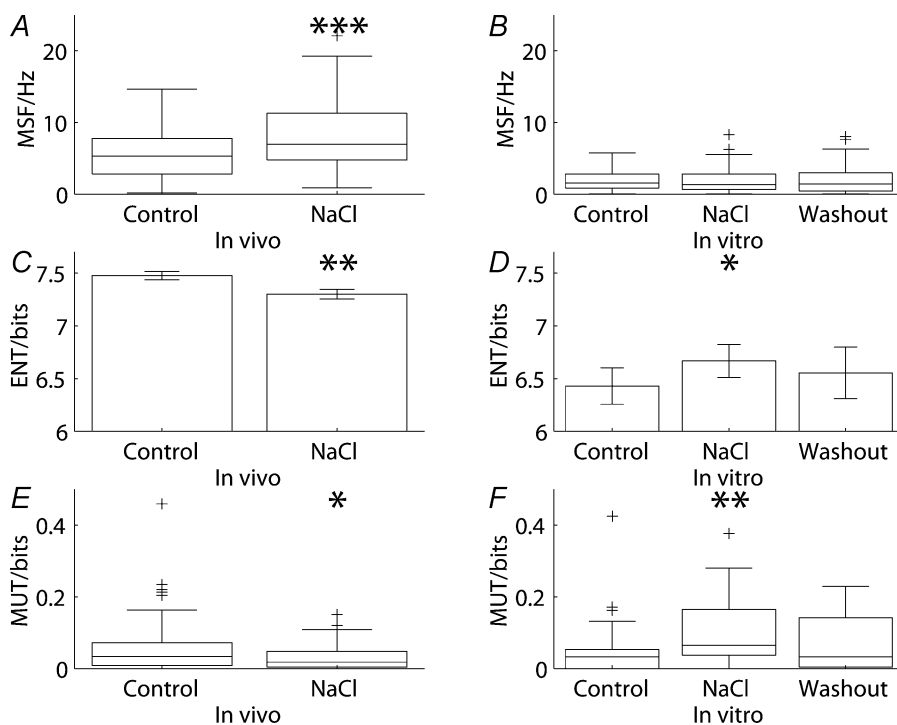 A
MSF/Hz
20
10
0
***
Control NaCl
In vivo
B
MSF/Hz
20
10
0
Control NaCl Washout
In vitro
C
ENT/bits
7.5
7
6.5
6
**
Control NaCl
In vivo
D
ENT/bits
7.5
7
6.5
6
*
Control NaCl Washout
In vitro
E
MUT/bits
0.4
0.2
0
*
Control NaCl
In vivo
F
MUT/bits
0.4
0.2
0
**
Control NaCl Washout
In vitro